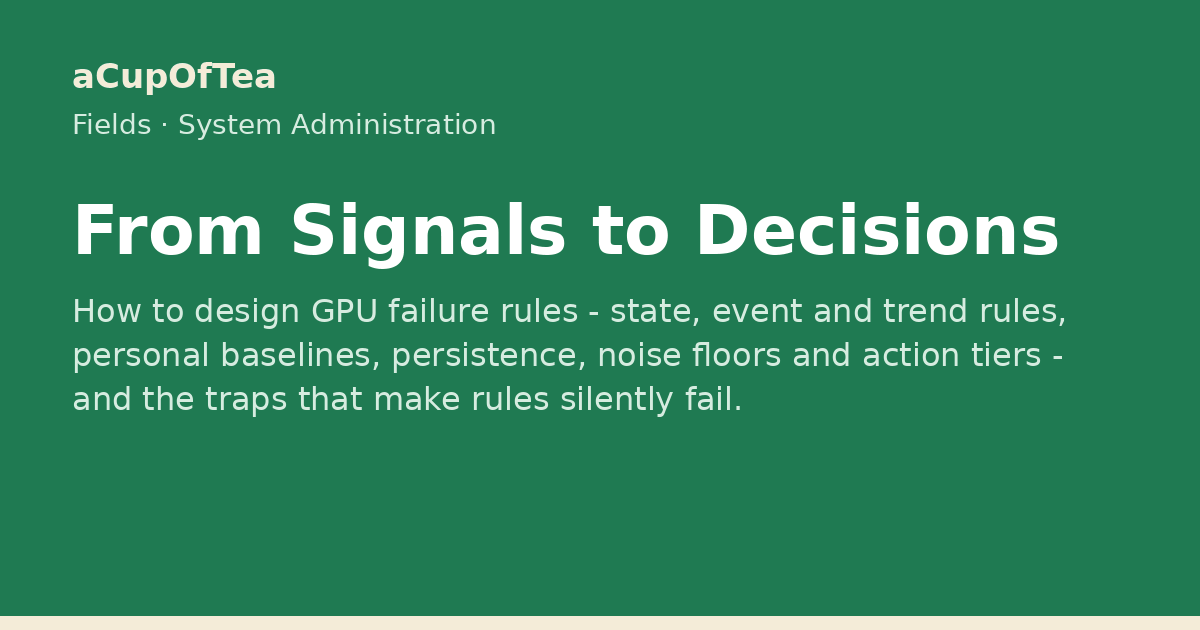 aCupOfTea
Fields · System Administration
From Signals to Decisions
How to design GPU failure rules - state, event and trend rules,
personal baselines, persistence, noise floors and action tiers -
and the traps that make rules silently fail.